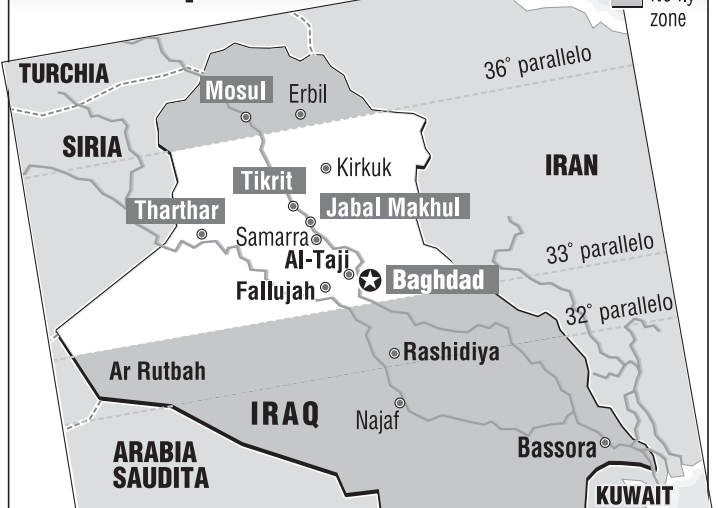 zone
TURCHIA
36° parallelo
Mosul
Erbil
SIRIA
Kirkuk
IRAN
Tikrit
Tharthar
Jabal Makhul
Samarra
33° parallelo
Al-Taji
Baghdad
Fallujah
32° parallelo
Rashidiya
Ar Rutbah
IRAQ
Najaf
ARABIA
SAUDITA
Bassora
KUWAIT